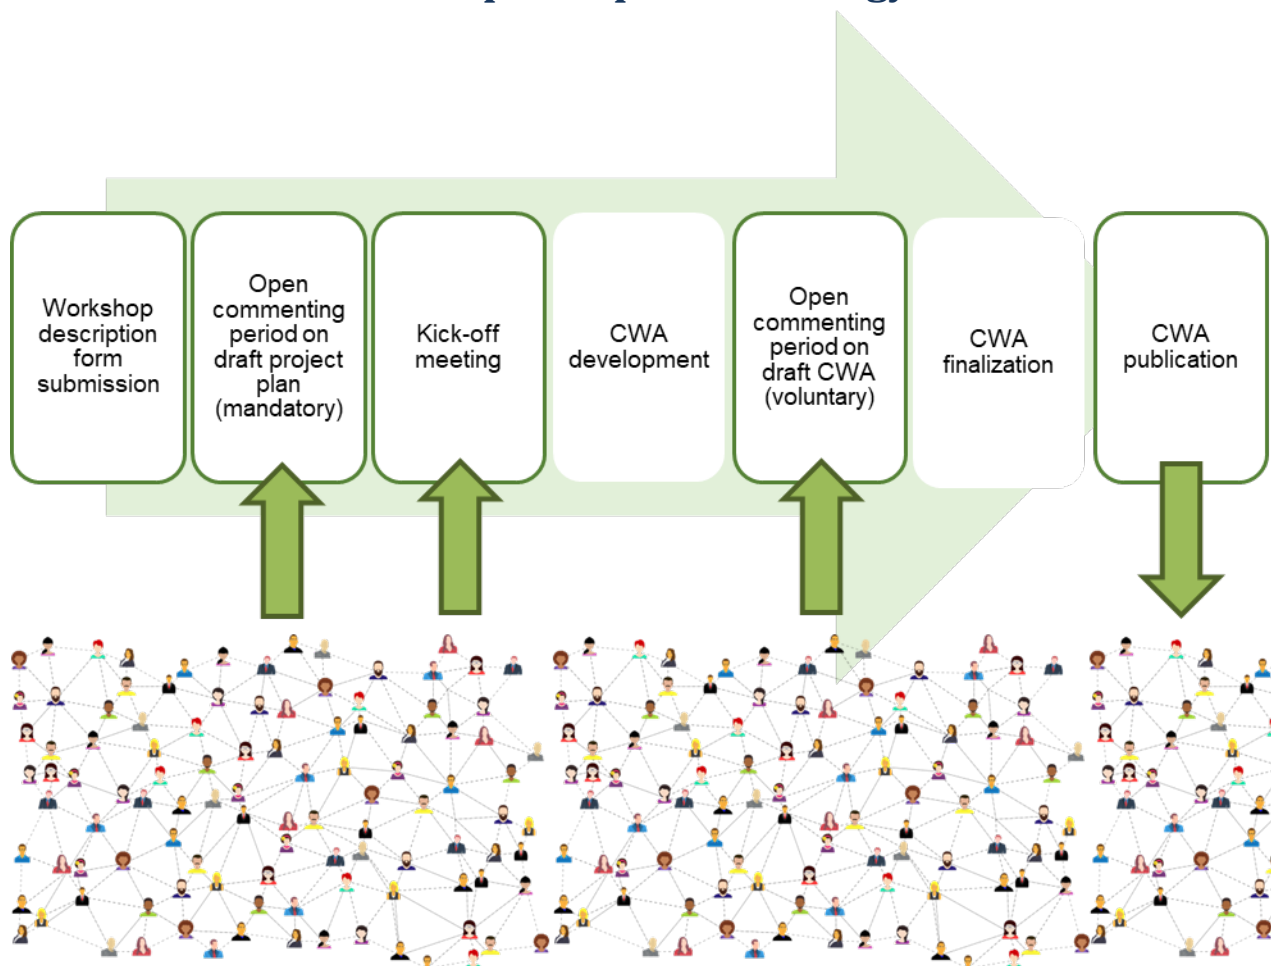 Workshop
description
form
submission
Open
commenting
period on
draft project
plan
(mandatory)
Kick-off
meeting
CWA
development
Open
commenting
period on
draft CWA
(voluntary)
CWA
finalization
CWA
publication